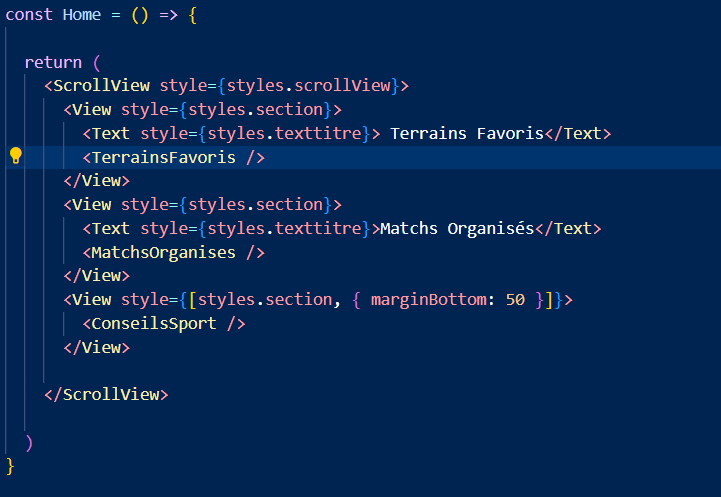 const Home = () => {
return (
<ScrollView style={styles.scrollView}>
<View style={styles.section}>
<Text style={styles.texttitre}> Terrains Favoris</Text>
<TerrainsFavoris />
</View>
<View style={styles.section}>
<Text style={styles.texttitre}>Matchs Organisés</Text>
<MatchsOrganises />
</View>
<View style={[styles.section, { marginBottom: 50 }]}>
<ConseilsSport />
</View>
</ScrollView>
)
}